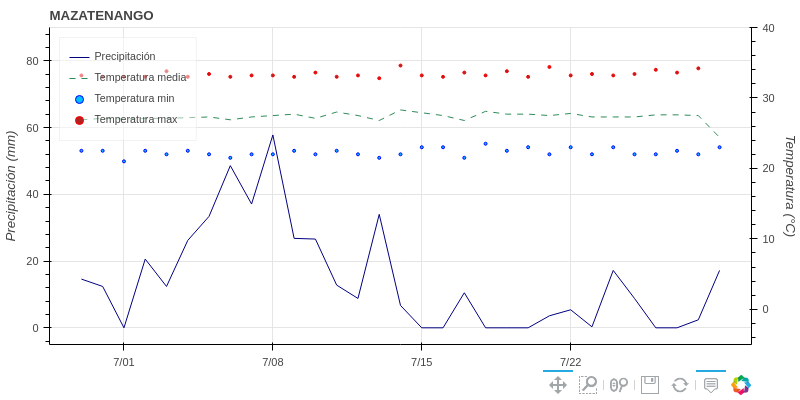 MAZATENANGO
Precipitación
Temperatura media
Temperatura min
Temperatura max
80
60
40
20
0
Precipitación (mm)
40
30
20
10
0
Temperatura (°C)
7/01
7/08
7/15
7/22